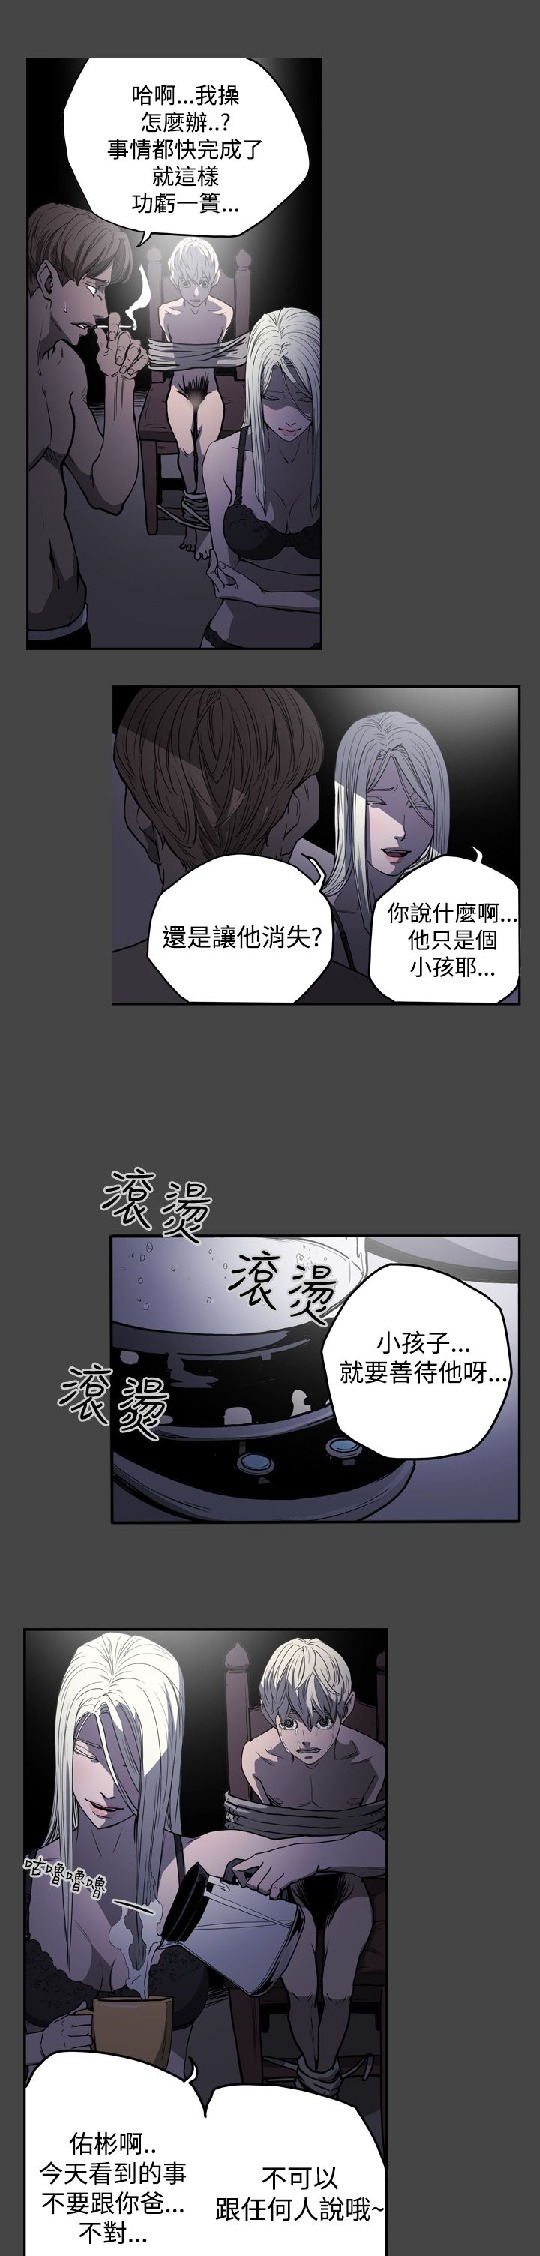 哈啊...我操
怎麼辦..?
事情都快完成了
就這樣
功虧一簣...
還是讓他消失?
你說什麼啊...
他只是個
小孩耶...
滾燙
滾燙
滾燙
小孩子...
就要善待他呀...
咕嚕嚕嚕
佑彬啊..
今天看到的事
不要跟你爸...
不對...
不可以
跟任何人說哦~